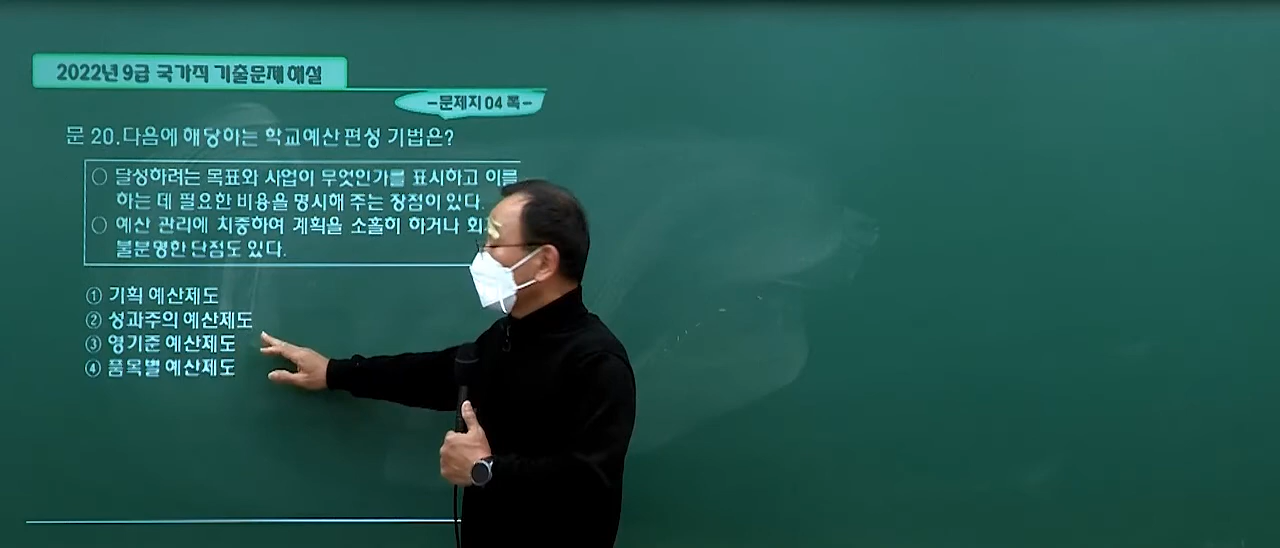 2022년 9급 국가직 기출문제 해설
-문제지 04 쪽-
문 20.다음에 해당하는 학교예산 편성 기법은?
○ 달성하려는 목표와 사업이 무엇인가를 표시하고 이를
하는 데 필요한 비용을 명시해 주는 장점이 있다.
○ 예산 관리에 치중하여 계획을 소홀히 하거나
불분명한 단점도 있다.
① 기획 예산제도
② 성과주의 예산제도
③ 영기준 예산제도
④ 품목별 예산제도